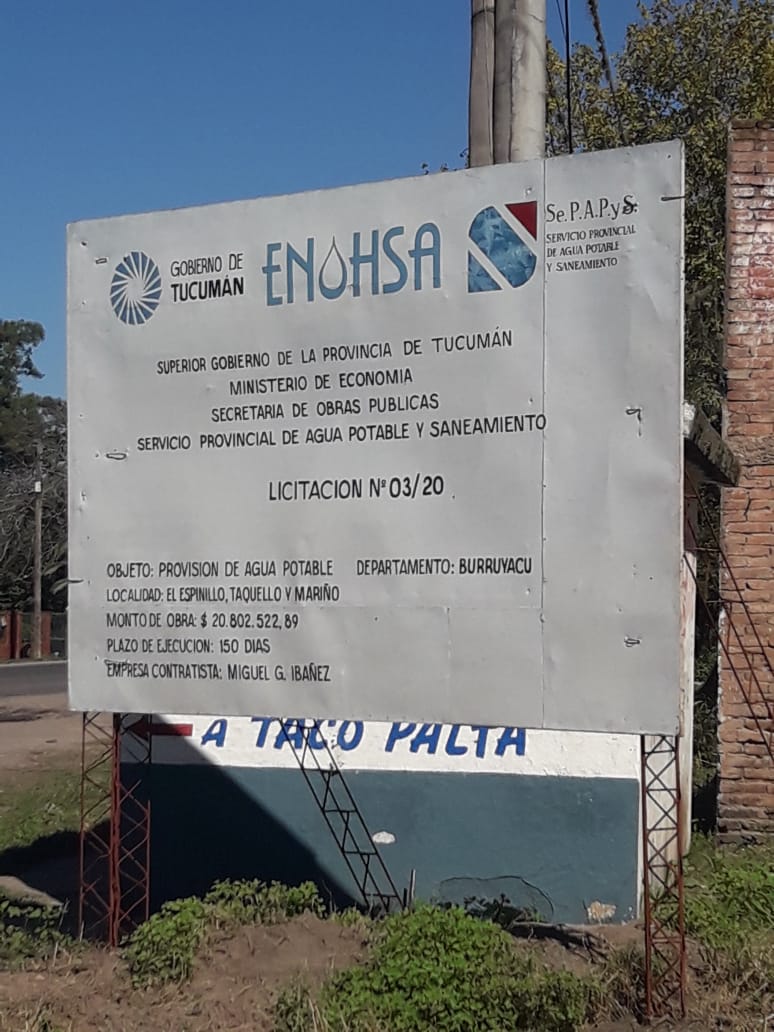 GOBIERNO DE
TUCUMÁN
ENOHSA
Se.P.A.P.yS.
SERVICIO PROVINCIAL
DE AGUA POTABLE
Y SANEAMIENTO
SUPERIOR GOBIERNO DE LA PROVINCIA DE TUCUMÁN
MINISTERIO DE ECONOMIA
SECRETARIA DE OBRAS PUBLICAS
SERVICIO PROVINCIAL DE AGUA POTABLE Y SANEAMIENTO
LICITACION Nº 03/20.
OBJETO: PROVISION DE AGUA POTABLE DEPARTAMENTO: BURRUYACU
LOCALIDAD: EL ESPINILLO, TAQUELLO Y MARIÑO
MONTO DE OBRA: $ 20.802.522,89
PLAZO DE EJECUCION: 150 DIAS
EMPRESA CONTRATISTA: MIGUEL G. IBAÑEZ
A TACO PALTA